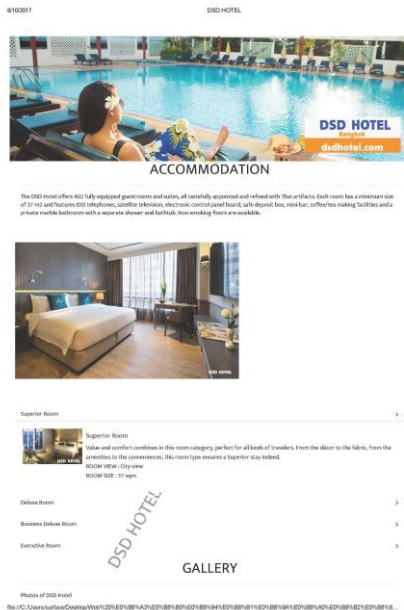 6/10/2017
DSD HOTEL
DSD HOTEL
Bangkok
dsdhotel.com
ACCOMMODATION
The DSD Hotel offers 402 fully equipped guestrooms and suites, all tastefully appointed and refined with Thai artifacts. Each room has a minimum size
of 37 m2 and features IDD telephones, satellite television, electronic control panel board, safe deposit box, mini-bar, coffee/tea making facilities and a
private marble bathroom with a separate shower and bathtub. Non smoking floors are available.
DSD HOTEL
Superior Room
Superior Room
Value and comfort combines in this room category, perfect for all kinds of travelers. From the décor to the fabric, from the
amenities to the conveniences, this room type ensures a Superior stay indeed.
ROOM VIEW : City view
ROOM SIZE : 37 sqm.
DSD HOTEL
Deluxe Room
Business Deluxe Room
Executive Room
DSD HOTEL
GALLERY
Photos of DSD Hotel